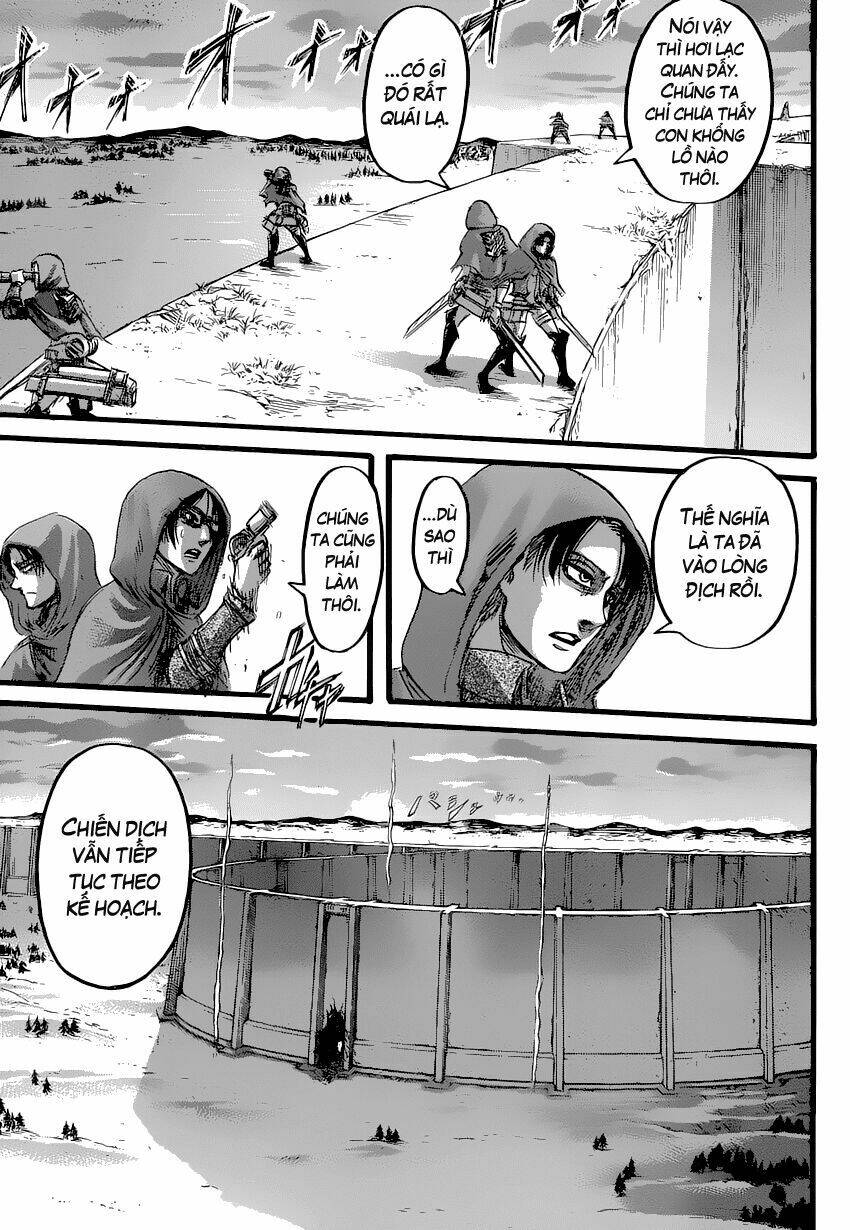 NÓI VẬY
THÌ HƠI LẠC
QUAN ĐẤY.
CHÚNG TA
CHỈ CHƯA THẤY
CON KHỔNG
LỒ NÀO
THÔI.
...CÓ GÌ
ĐÓ RẤT
QUÁI LẠ.
THẾ NGHĨA
LÀ TA ĐÃ
VÀO LÒNG
ĐỊCH RỒI.
...DÙ
SAO THÌ
CHÚNG
TA CŨNG
PHẢI
LÀM
THÔI.
CHIẾN DỊCH
VẪN TIẾP
TỤC THEO
KẾ HOẠCH.